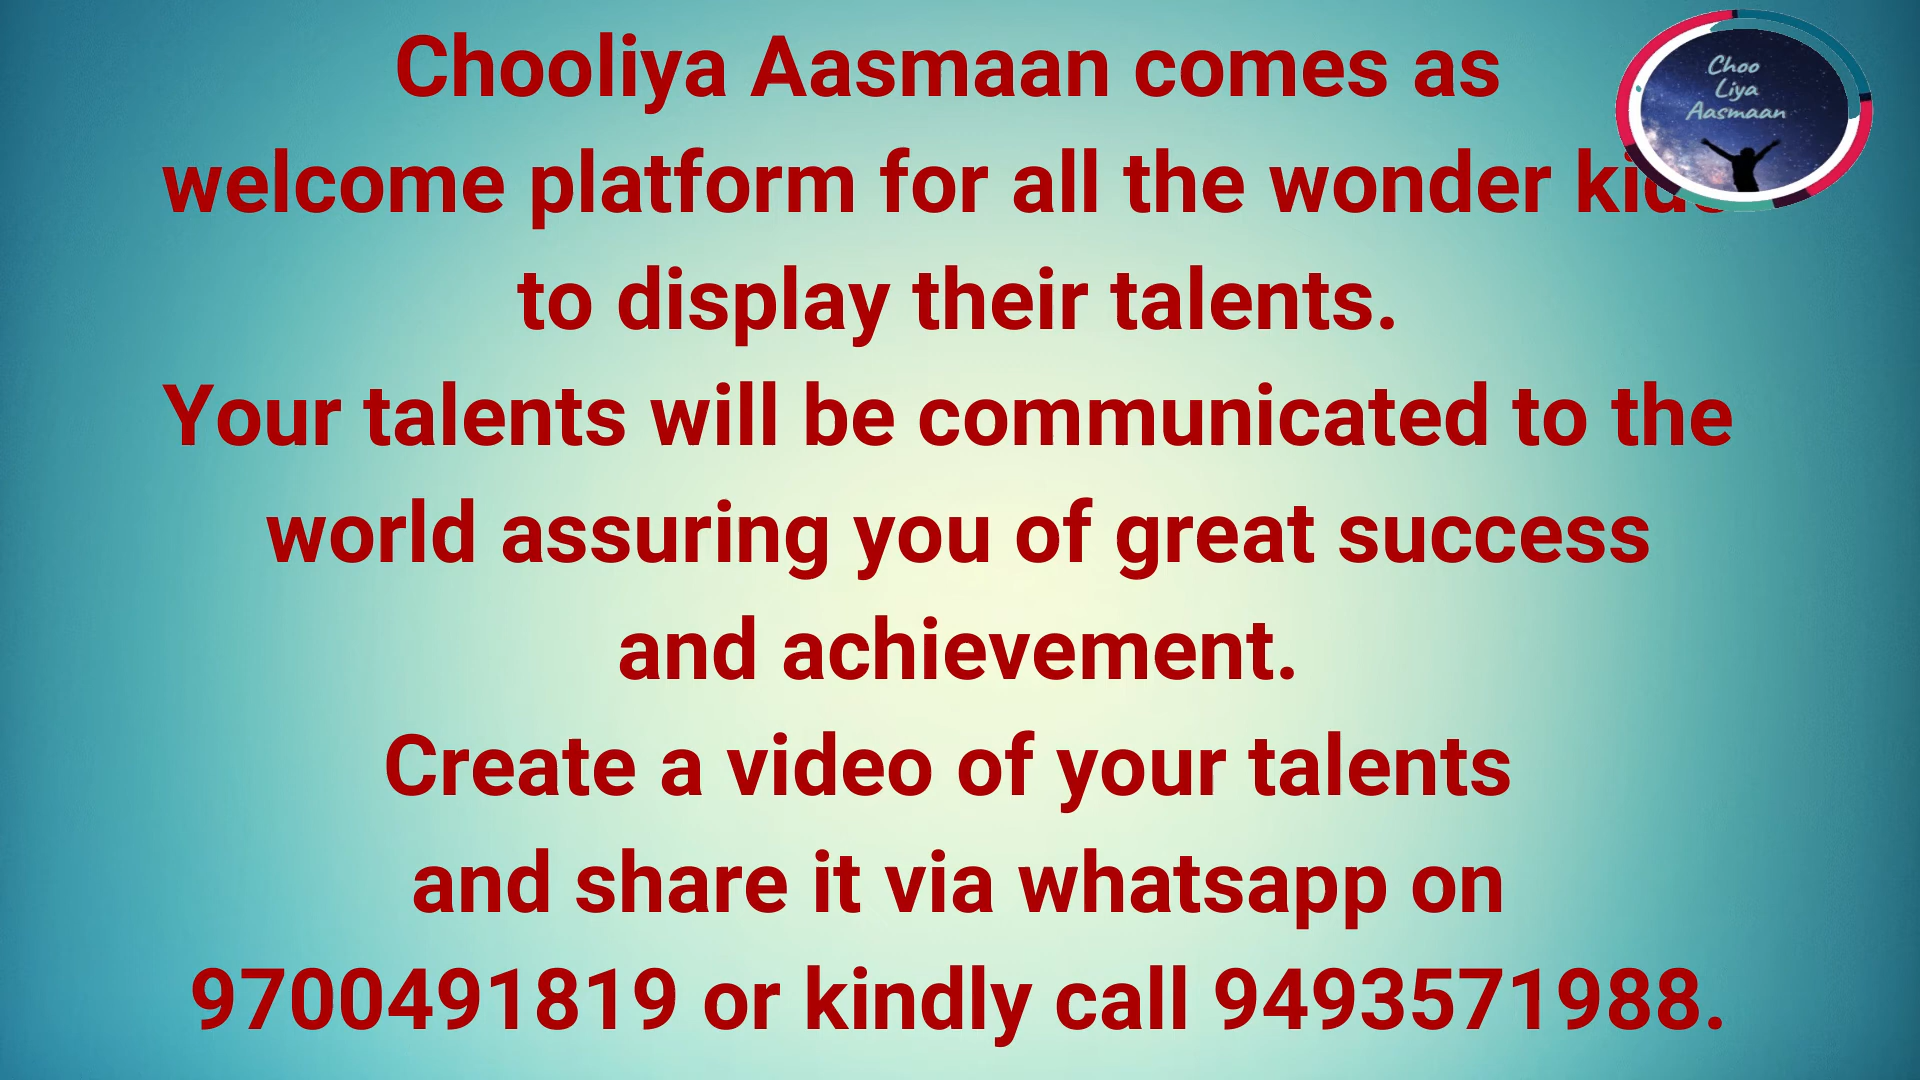 Chooliya Aasmaan comes as
welcome platform for all the wonder
to display their talents.
Your talents will be communicated to the
world assuring you of great success
and achievement.
Create a video of your talents
and share it via whatsapp on
9700491819 or kindly call 9493571988.
Choo
Liya
Aasmaan